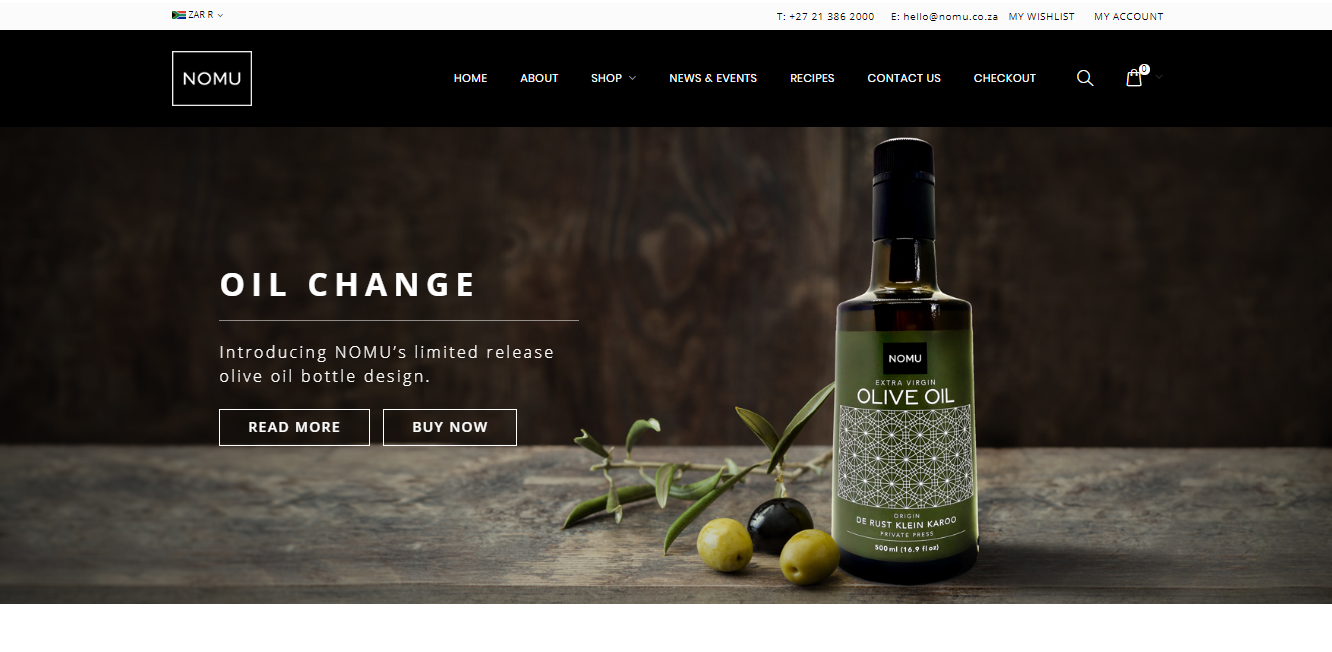 ZAR R
T: +27 21 386 2000
E: hello@nomu.co.za
MY WISHLIST
MY ACCOUNT
NOMU
HOME
ABOUT
SHOP
NEWS & EVENTS
RECIPES
CONTACT US
CHECKOUT
0
OIL CHANGE
Introducing NOMU’s limited release
olive oil bottle design.
READ MORE
BUY NOW
NOMU
EXTRA VIRGIN
OLIVE OIL
ORIGIN
DE RUST KLEIN KAROO
PRIVATE PRESS
500ml (16.9 fl oz)